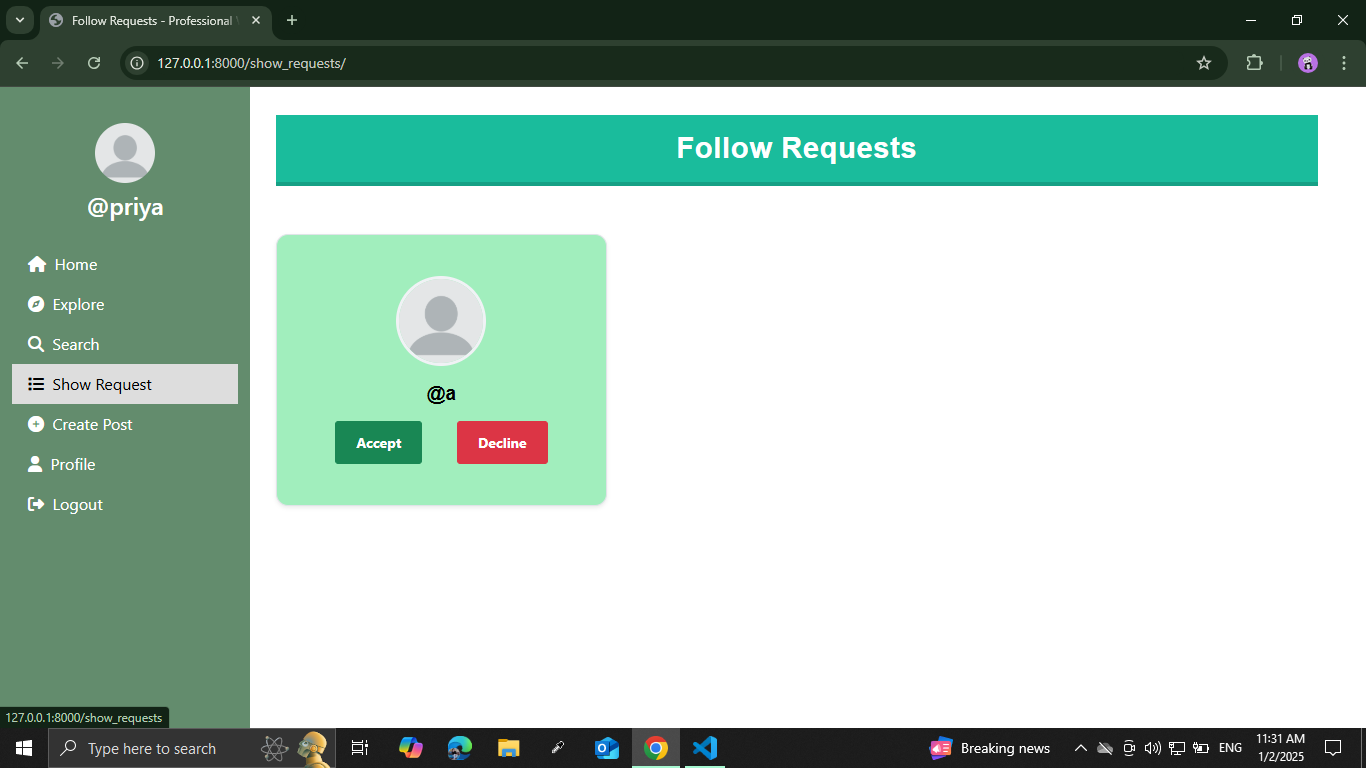 Follow Requests - Professional
127.0.0.1:8000/show_requests/
@priya
Home
Explore
Search
Show Request
Create Post
Profile
Logout
Follow Requests
@a
Accept
Decline
127.0.0.1:8000/show_requests
Type here to search
Breaking news
ENG
11:31 AM
1/2/2025